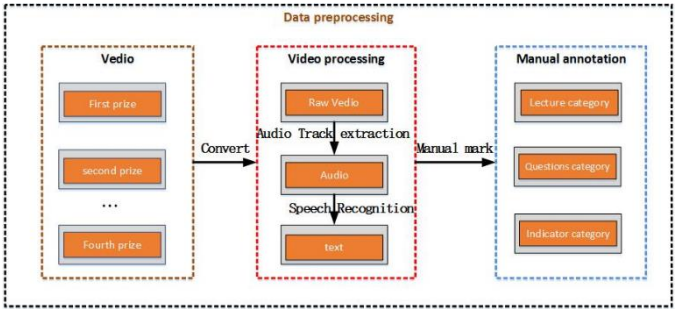 Data preprocessing
Vedio
First prize
second prize
...
Fourth prize
Convert
Video processing
Raw Vedio
Audio Track extraction
Audio
Speech Recognition
text
Manual mark
Manual annotation
Lecture category
Questions category
Indicator category